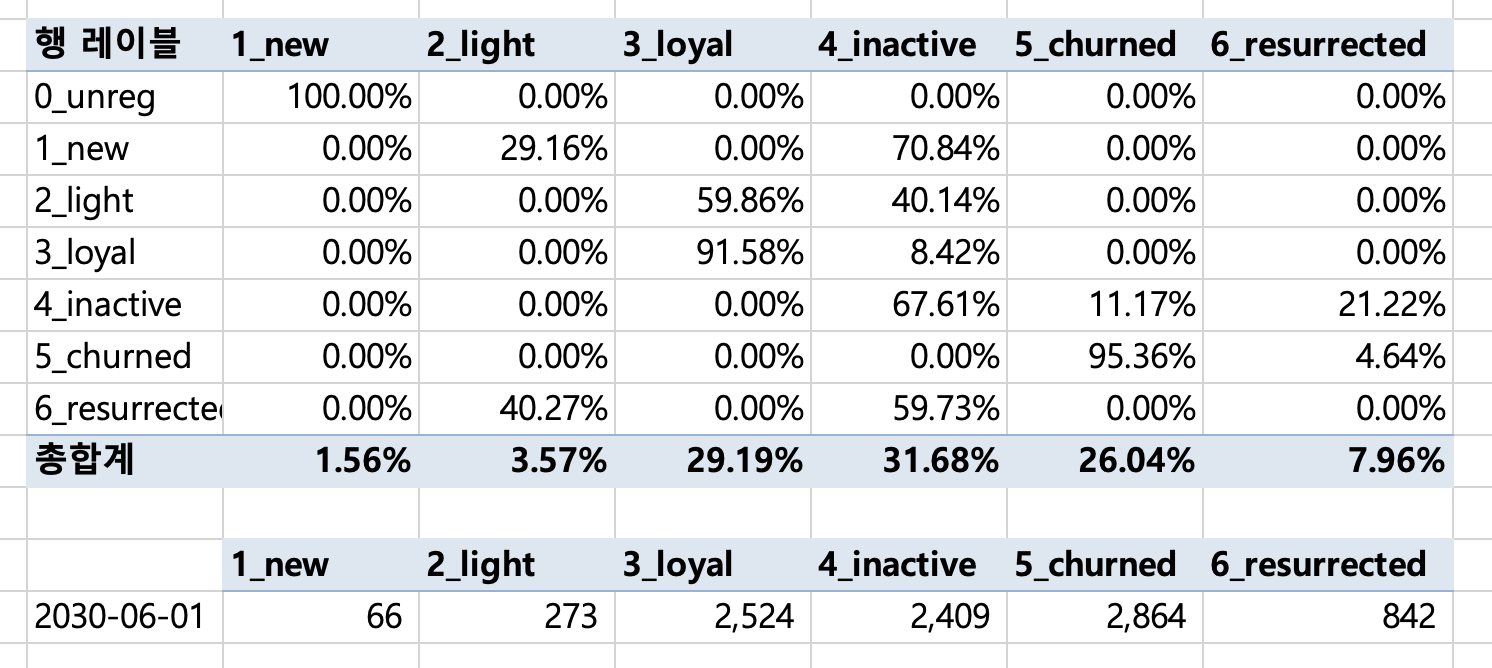 행 레이블 1_new 2_light 3_loyal 4_inactive 5_churned 6_resurrected
0_unreg 100.00% 0.00% 0.00% 0.00% 0.00% 0.00%
1_new 0.00% 29.16% 0.00% 70.84% 0.00% 0.00%
2_light 0.00% 0.00% 59.86% 40.14% 0.00% 0.00%
3_loyal 0.00% 0.00% 91.58% 8.42% 0.00% 0.00%
4_inactive 0.00% 0.00% 0.00% 67.61% 11.17% 21.22%
5_churned 0.00% 0.00% 0.00% 0.00% 95.36% 4.64%
6_resurrected 0.00% 40.27% 0.00% 59.73% 0.00% 0.00%
총합계 1.56% 3.57% 29.19% 31.68% 26.04% 7.96%
1_new 2_light 3_loyal 4_inactive 5_churned 6_resurrected
2030-06-01 66 273 2,524 2,409 2,864 842